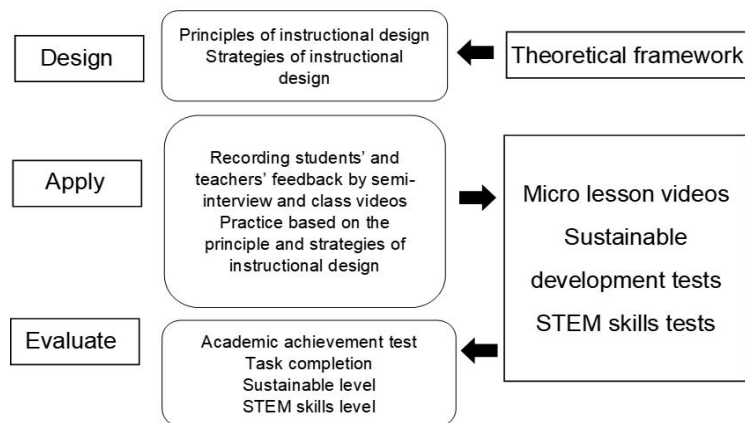 Design
Principles of instructional design
Strategies of instructional
design
Theoretical framework
Apply
Recording students’ and
teachers’ feedback by semi-
interview and class videos
Practice based on the
principle and strategies of
instructional design
Micro lesson videos
Sustainable
development tests
STEM skills tests
Evaluate
Academic achievement test
Task completion
Sustainable level
STEM skills level